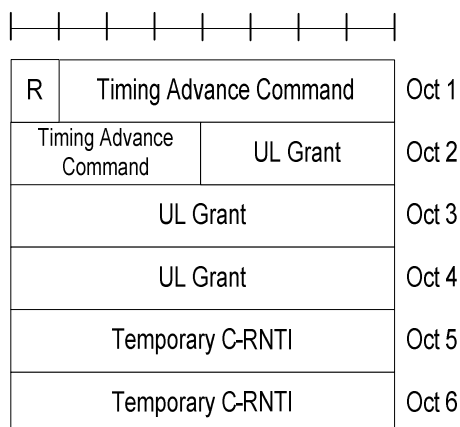 R Timing Advance Command Oct 1
Timing Advance
Command UL Grant Oct 2
UL Grant Oct 3
UL Grant Oct 4
Temporary C-RNTI Oct 5
Temporary C-RNTI Oct 6